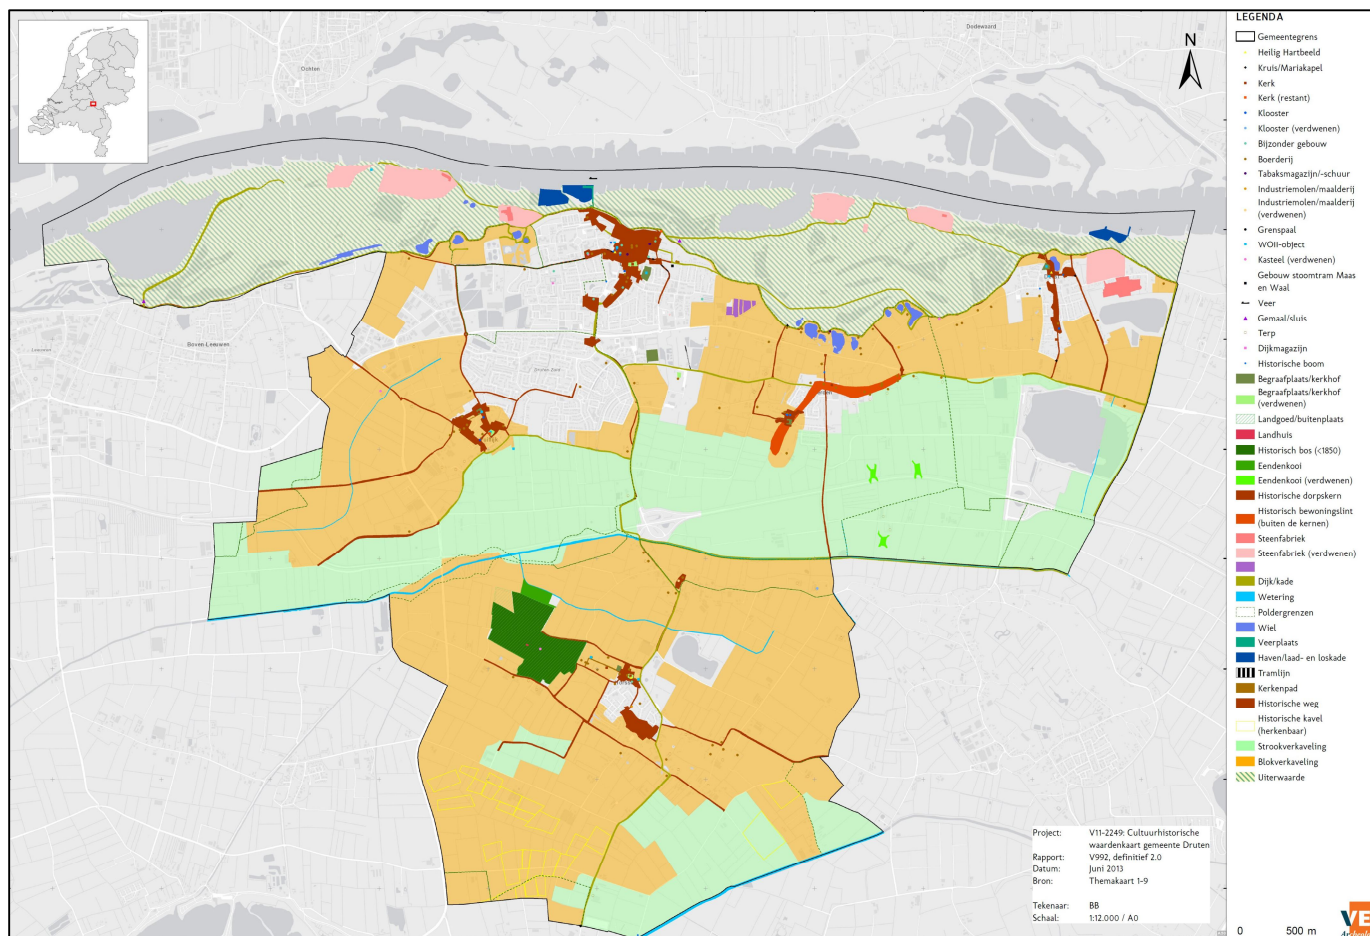 Dodewaard
Ochten
N
Boven-Leeuwen
Druten-Zuid
LEGENDA
Gemeentegrens
Heilig Hartbeeld
Kruis/Mariakapel
Kerk
Kerk (restant)
Klooster
Klooster (verdwenen)
Bijzonder gebouw
Boerderij
Tabaksmagazijn/-schuur
Industriemolen/maalderij
Industriemolen/maalderij
(verdwenen)
Grenspaal
WOII-object
Kasteel (verdwenen)
Gebouw stoomtram Maas
en Waal
Veer
Gemaal/sluis
Terp
Dijkmagazijn
Historische boom
Begraafplaats/kerkhof
Begraafplaats/kerkhof
(verdwenen)
Landgoed/buitenplaats
Landhuis
Historisch bos (<1850)
Eendenkooi
Eendenkooi (verdwenen)
Historische dorpskern
Historisch bewoningslint
(buiten de kernen)
Steenfabriek
Steenfabriek (verdwenen)
Dijk/kade
Wetering
Poldergrenzen
Wiel
Veerplaats
Haven/laad- en loskade
Tramlijn
Kerkenpad
Historische weg
Historische kavel
(herkenbaar)
Strookverkaveling
Blokverkaveling
Uiterwaarde
Project: V11-2249: Cultuurhistorische
waardenkaart gemeente Druten
Rapport: V992, definitief 2.0
Datum: Juni 2013
Bron: Themakaart 1-9
Tekenaar: BB
Schaal: 1:12.000 / A0
0 500 m